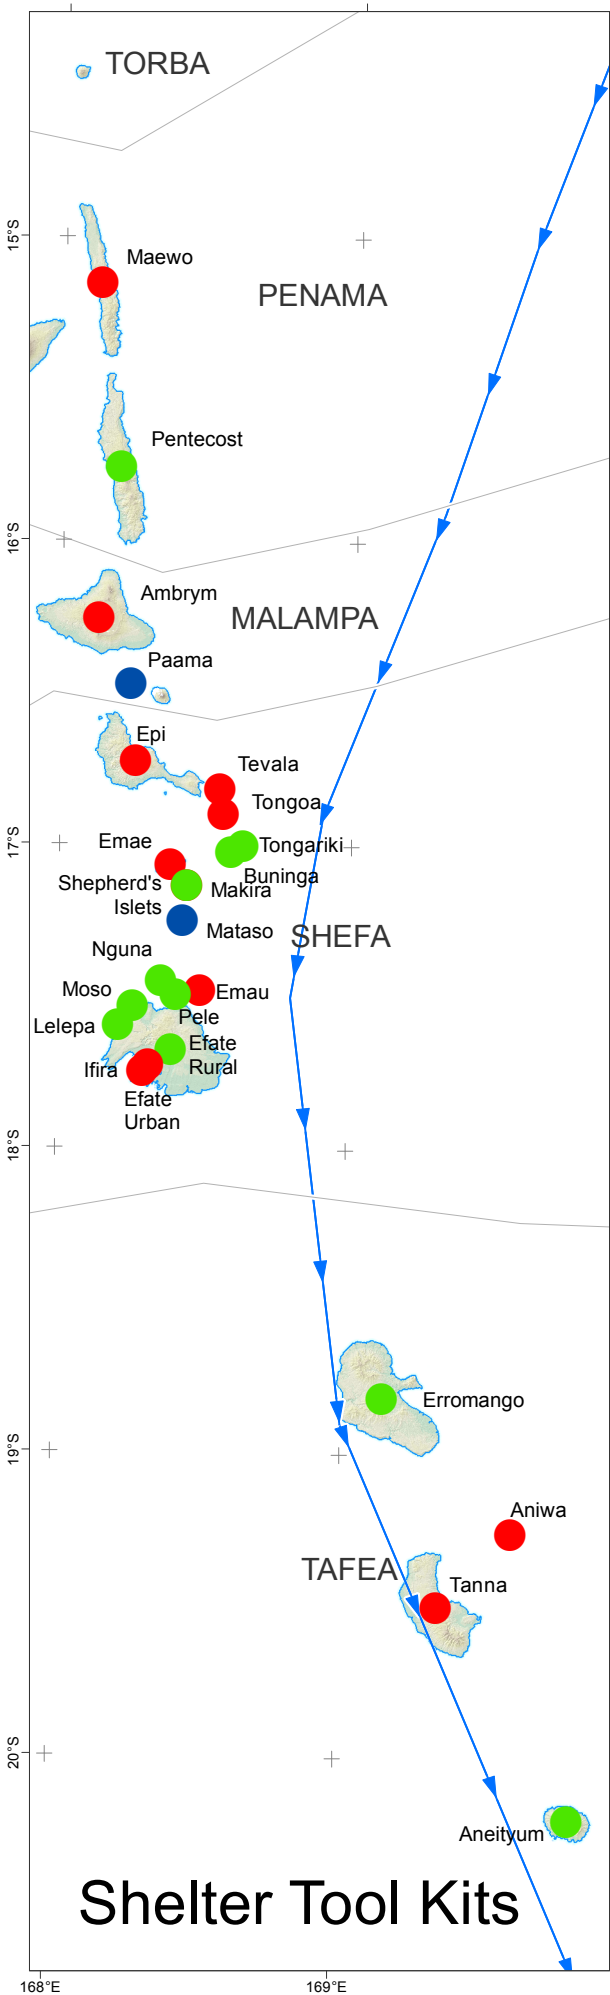 TORBA
15°S
Maewo
PENAMA
Pentecost
16°S
Ambrym
MALAMPA
Paama
Epi
Tevala
Tongoa
17°S
Emae
Tongariki
Buninga
Shepherd's
Islets
Makira
Mataso
SHEFA
Nguna
Moso
Emau
Pele
Lelepa
Efate
Rural
Ifira
Efate
Urban
18°S
Erromango
19°S
Aniwa
TAFEA
Tanna
20°S
Aneityum
Shelter Tool Kits
168°E
169°E